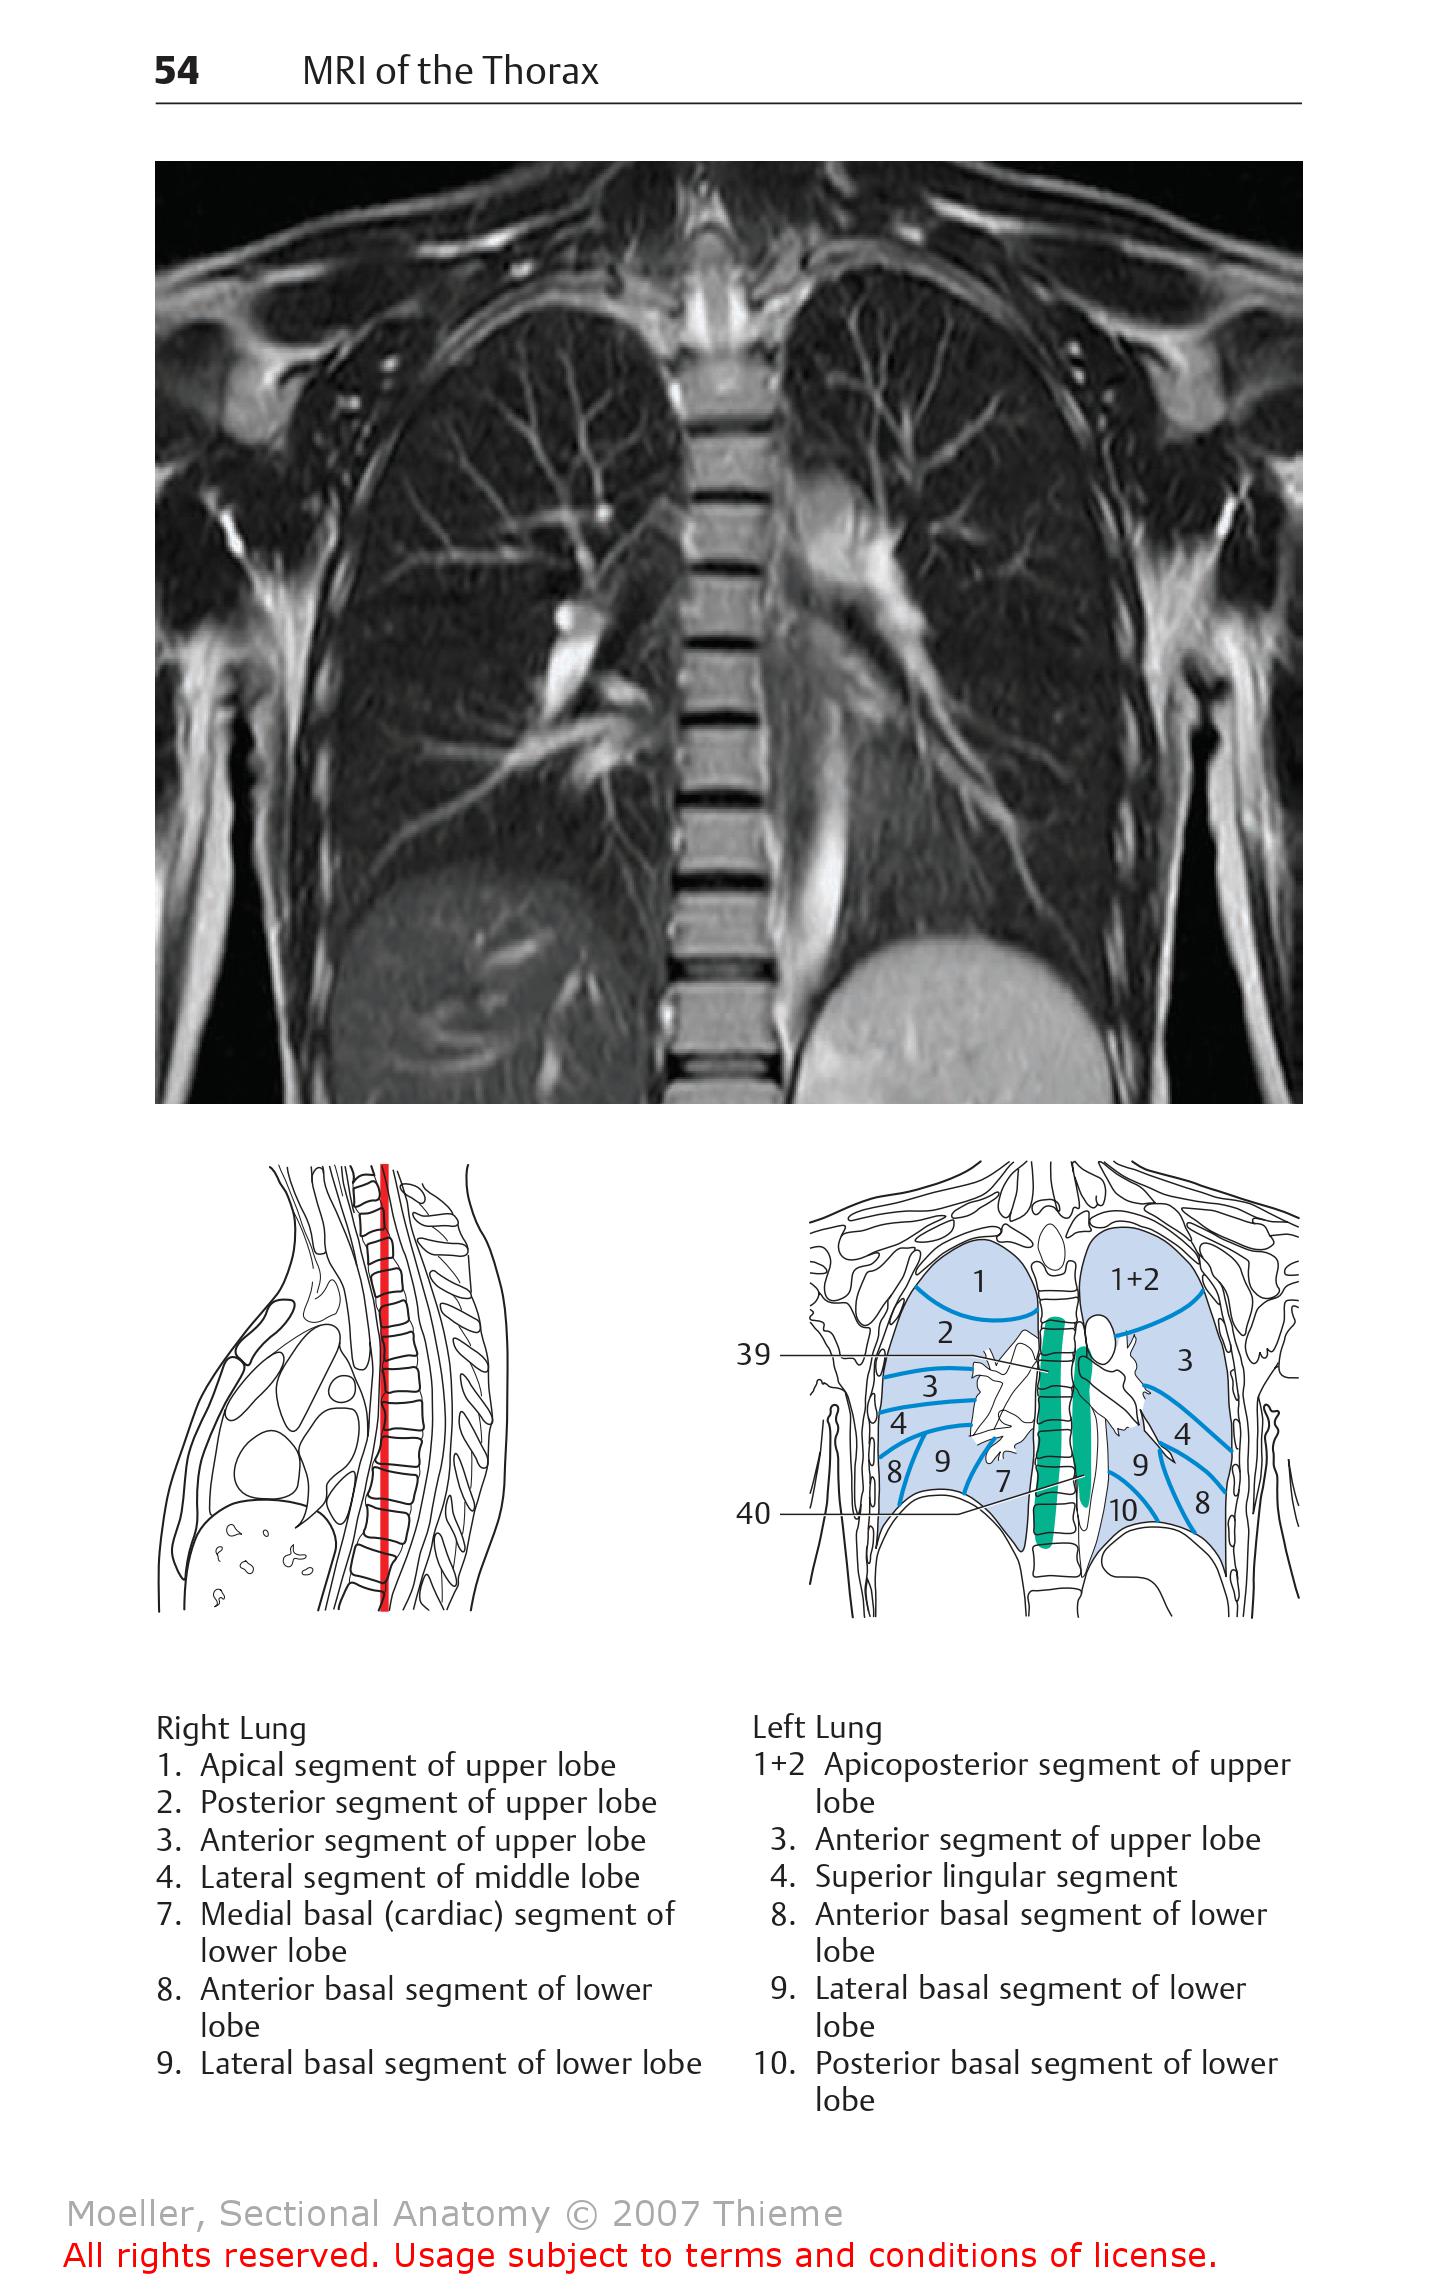 54 MRI of the Thorax
1
1+2
2
39
3
3
4
4
8
9
7
9
8
10
40
Right Lung
1. Apical segment of upper lobe
2. Posterior segment of upper lobe
3. Anterior segment of upper lobe
4. Lateral segment of middle lobe
7. Medial basal (cardiac) segment of
lower lobe
8. Anterior basal segment of lower
lobe
9. Lateral basal segment of lower lobe
Left Lung
1+2 Apicoposterior segment of upper
lobe
3. Anterior segment of upper lobe
4. Superior lingular segment
8. Anterior basal segment of lower
lobe
9. Lateral basal segment of lower
lobe
10. Posterior basal segment of lower
lobe
Moeller, Sectional Anatomy © 2007 Thieme
All rights reserved. Usage subject to terms and conditions of license.